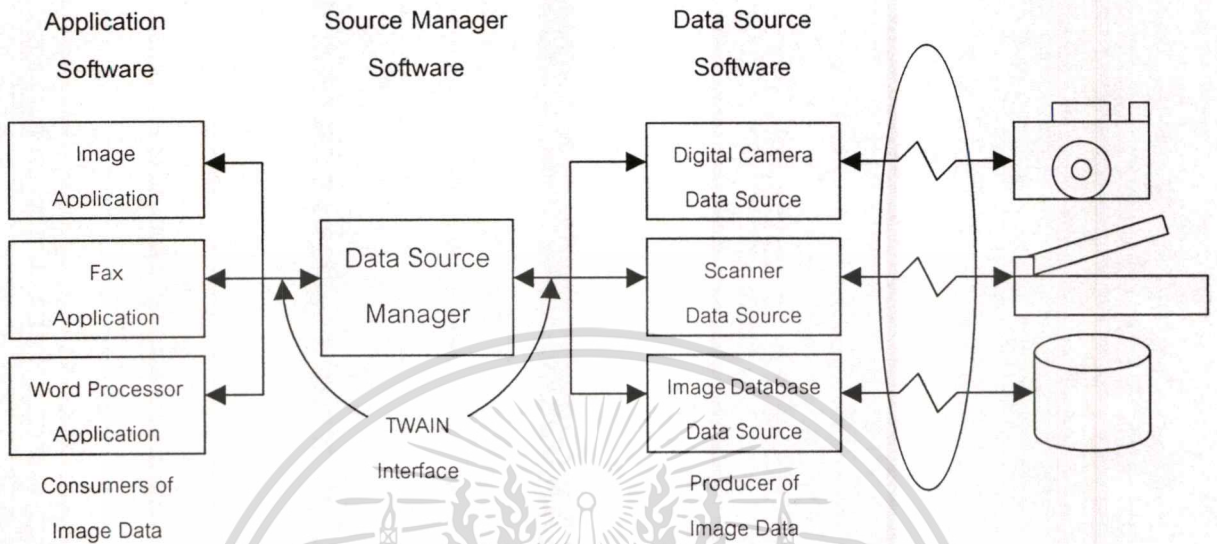 Application
Software
Source Manager
Software
Data Source
Software
Image
Application
Fax
Application
Word Processor
Application
Consumers of
Image Data
Data Source
Manager
TWAIN
Interface
Digital Camera
Data Source
Scanner
Data Source
Image Database
Data Source
Producer of
Image Data